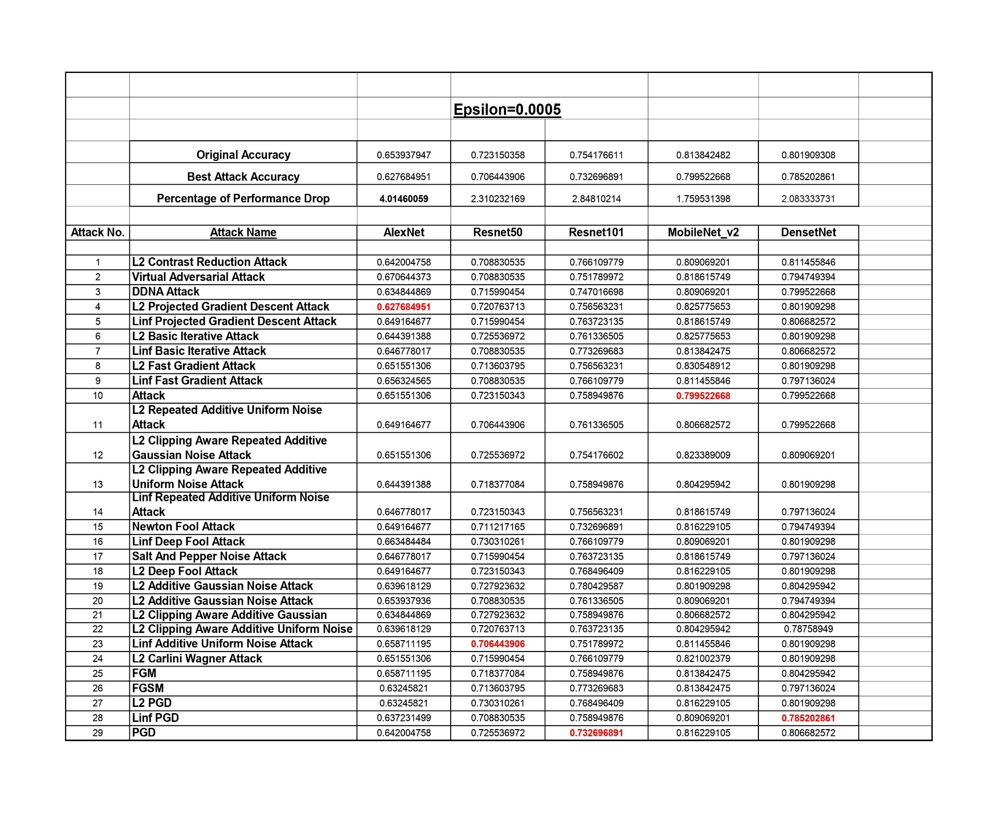 Epsilon=0.0005
Original Accuracy 0.653937947 0.723150358 0.754176611 0.813842482 0.801909308
Best Attack Accuracy 0.627684951 0.706443906 0.732696891 0.799522668 0.785202861
Percentage of Performance Drop 4.01460059 2.310232169 2.84810214 1.759531398 2.083333731
Attack No. Attack Name AlexNet Resnet50 Resnet101 MobileNet_v2 DensetNet
1 L2 Contrast Reduction Attack 0.642004758 0.708830535 0.766109779 0.809069201 0.811455846
2 Virtual Adversarial Attack 0.670644373 0.708830535 0.751789972 0.818615749 0.794749394
3 DDNA Attack 0.634844869 0.715990454 0.747016698 0.809069201 0.799522668
4 L2 Projected Gradient Descent Attack 0.627684951 0.720763713 0.756563231 0.825775653 0.801909298
5 Linf Projected Gradient Descent Attack 0.649164677 0.715990454 0.763723135 0.818615749 0.806682572
6 L2 Basic Iterative Attack 0.644391388 0.725536972 0.761336505 0.825775653 0.801909298
7 Linf Basic Iterative Attack 0.646778017 0.708830535 0.773269683 0.813842475 0.806682572
8 L2 Fast Gradient Attack 0.651551306 0.713603795 0.756563231 0.830548912 0.801909298
9 Linf Fast Gradient Attack 0.656324565 0.708830535 0.766109779 0.811455846 0.797136024
10 Attack 0.651551306 0.723150343 0.758949876 0.799522668 0.799522668
L2 Repeated Additive Uniform Noise
11 Attack 0.649164677 0.706443906 0.761336505 0.806682572 0.799522668
L2 Clipping Aware Repeated Additive
12 Gaussian Noise Attack 0.651551306 0.725536972 0.754176602 0.823389009 0.809069201
L2 Clipping Aware Repeated Additive
13 Uniform Noise Attack 0.644391388 0.718377084 0.758949876 0.804295942 0.801909298
Linf Repeated Additive Uniform Noise
14 Attack 0.646778017 0.723150343 0.756563231 0.818615749 0.797136024
15 Newton Fool Attack 0.649164677 0.711217165 0.732696891 0.816229105 0.794749394
16 Linf Deep Fool Attack 0.663484484 0.730310261 0.766109779 0.809069201 0.801909298
17 Salt And Pepper Noise Attack 0.646778017 0.715990454 0.763723135 0.818615749 0.797136024
18 L2 Deep Fool Attack 0.649164677 0.723150343 0.768496409 0.816229105 0.801909298
19 L2 Additive Gaussian Noise Attack 0.639618129 0.727923632 0.780429587 0.801909298 0.804295942
20 L2 Additive Gaussian Noise Attack 0.653937936 0.708830535 0.761336505 0.809069201 0.794749394
21 L2 Clipping Aware Additive Gaussian 0.634844869 0.727923632 0.758949876 0.806682572 0.804295942
22 L2 Clipping Aware Additive Uniform Noise 0.639618129 0.720763713 0.763723135 0.804295942 0.78758949
23 Linf Additive Uniform Noise Attack 0.658711195 0.706443906 0.751789972 0.811455846 0.801909298
24 L2 Carlini Wagner Attack 0.651551306 0.715990454 0.766109779 0.821002379 0.801909298
25 FGM 0.658711195 0.718377084 0.758949876 0.813842475 0.804295942
26 FGSM 0.63245821 0.713603795 0.773269683 0.813842475 0.797136024
27 L2 PGD 0.63245821 0.730310261 0.768496409 0.816229105 0.801909298
28 Linf PGD 0.637231499 0.708830535 0.758949876 0.809069201 0.785202861
29 PGD 0.642004758 0.725536972 0.732696891 0.816229105 0.806682572